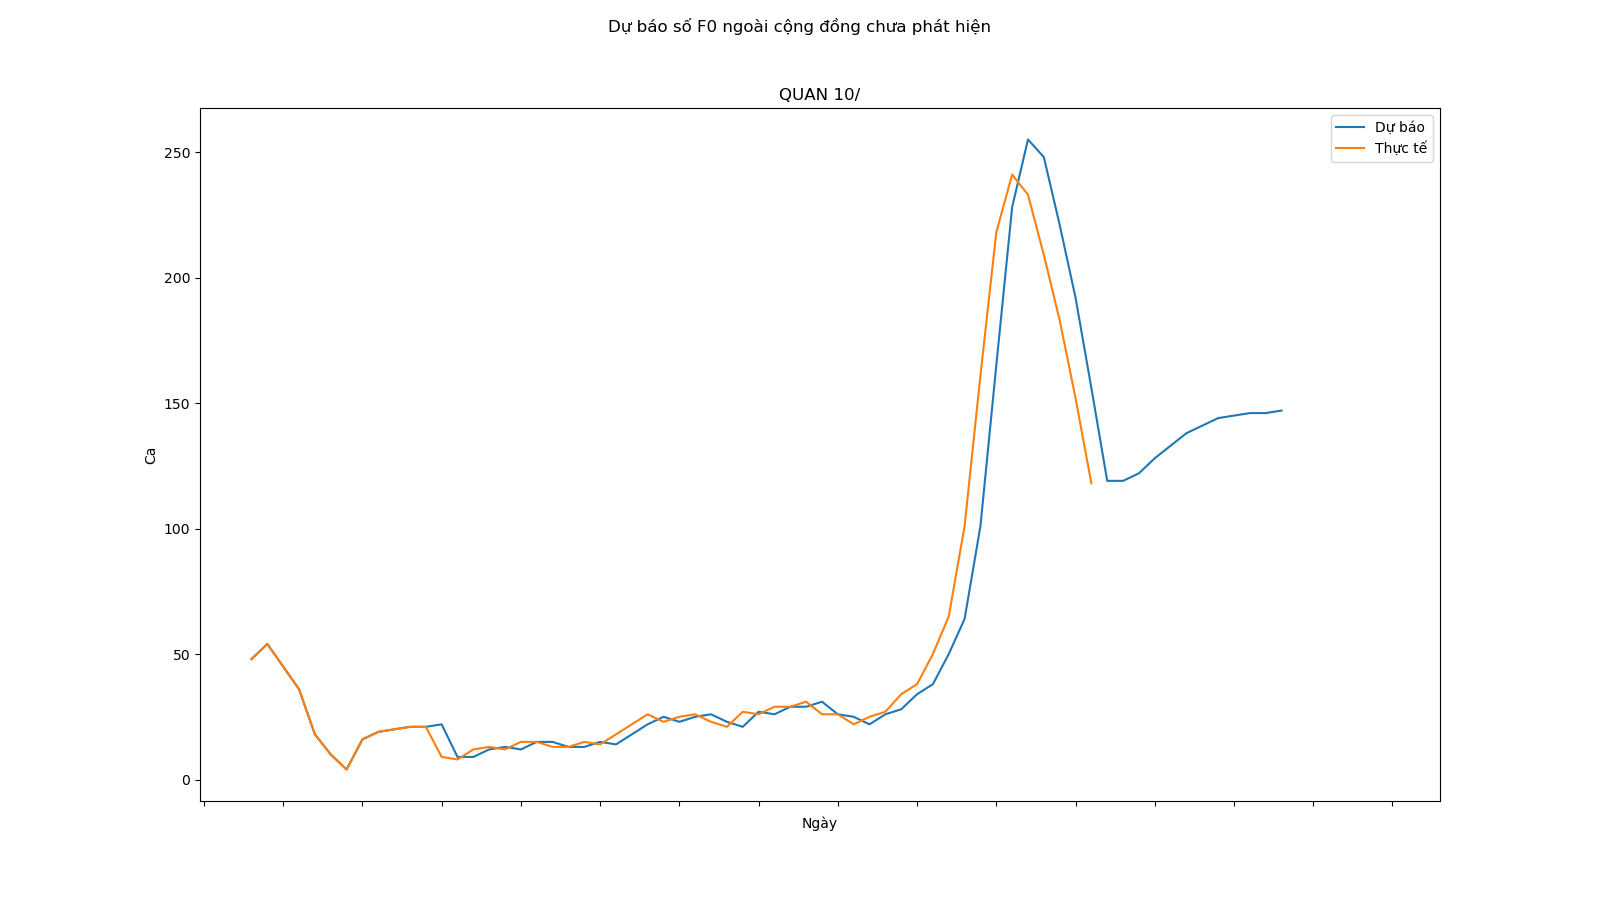 Dự báo số F0 ngoài cộng đồng chưa phát hiện
QUAN 10/
Dự báo
Thực tế
250
200
150
100
50
0
Ca
Ngày